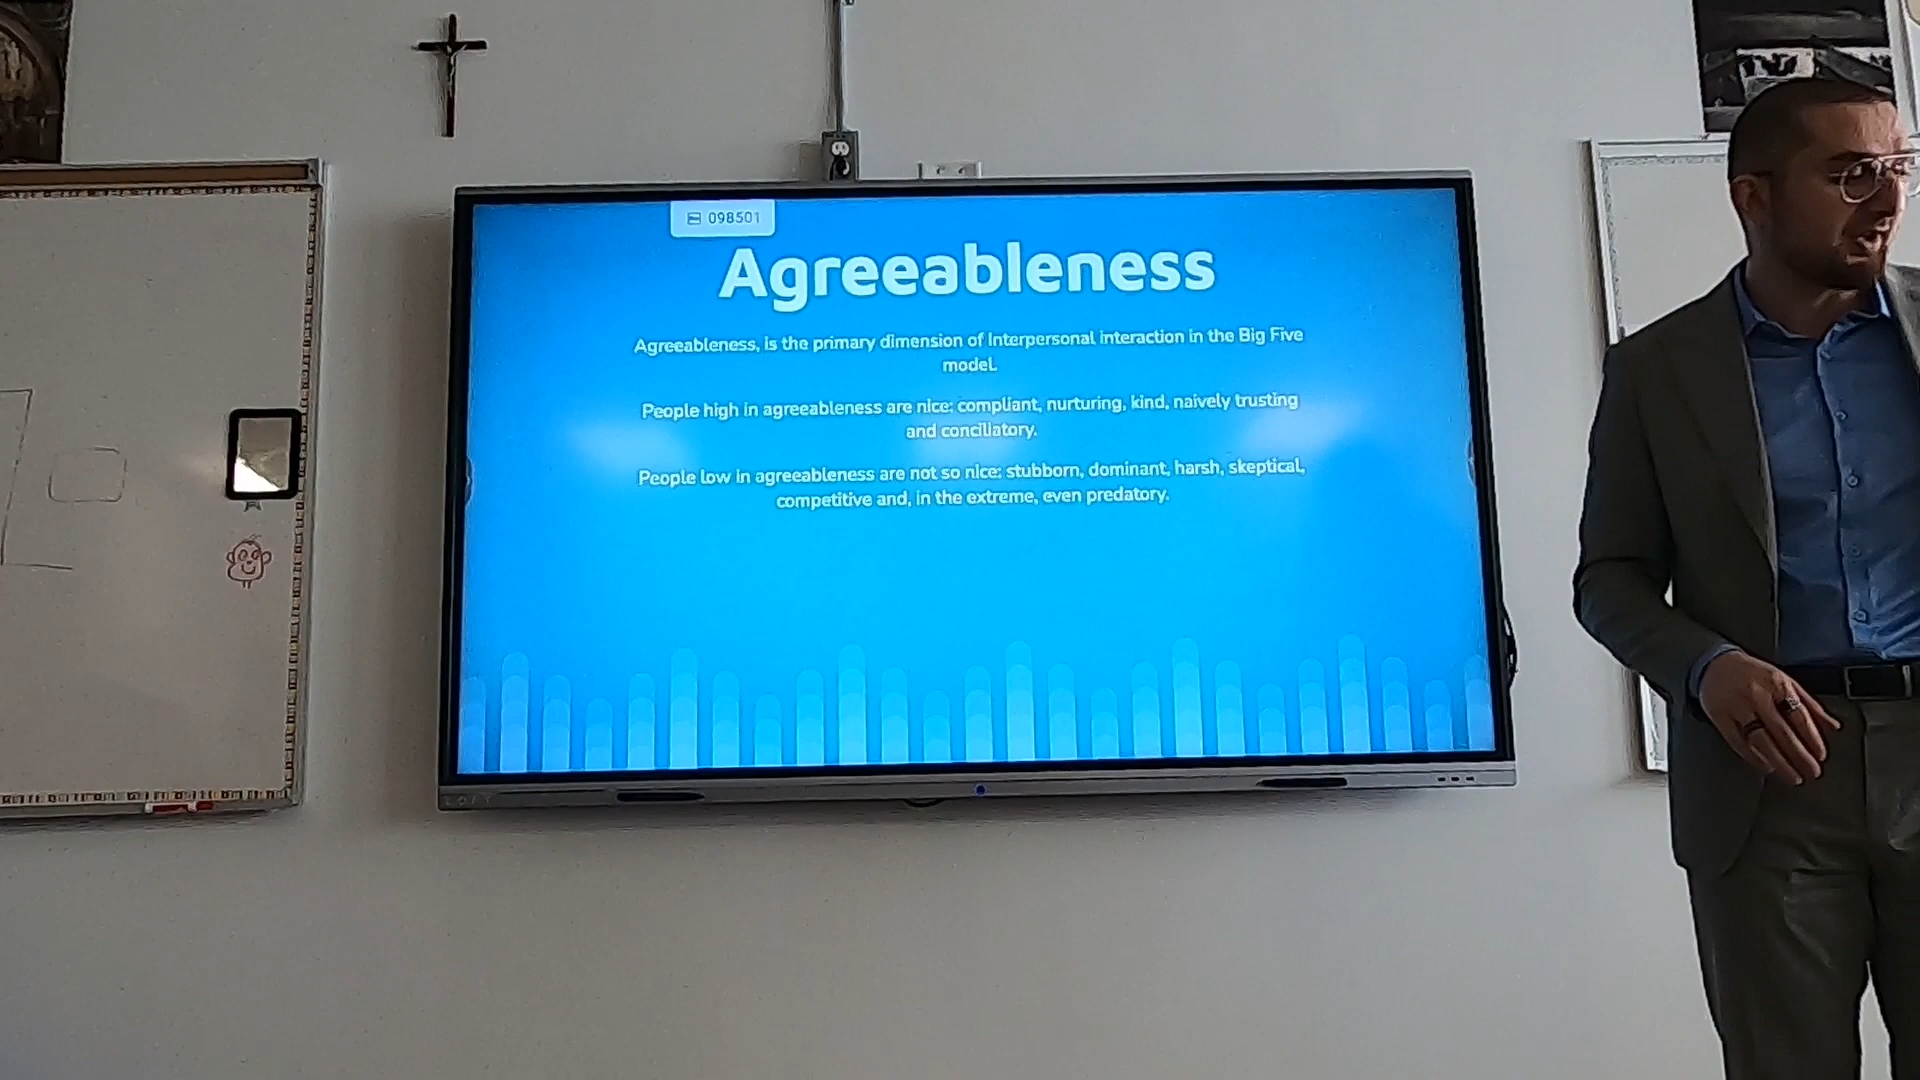 098501
Agreeableness
Agreeableness, is the primary dimension of Interpersonal interaction in the Big Five
model.
People high in agreeableness are nice: compliant, nurturing, kind, naively trusting
and conciliatory.
People low in agreeableness are not so nice: stubborn, dominant, harsh, skeptical,
competitive and, in the extreme, even predatory.